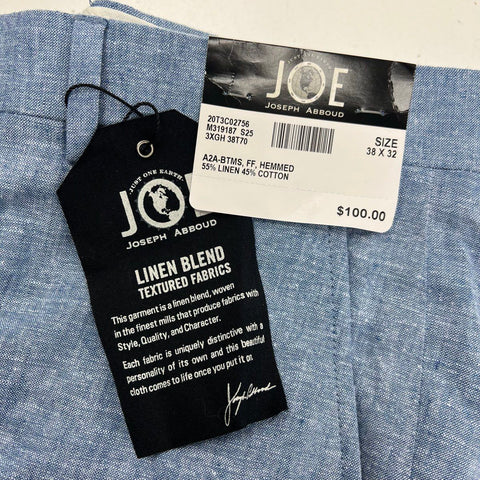 JOE
JOSEPH ABBOUD
20T3C02756
M319187 S25
3XGH 38T70
SIZE
38 X 32
A2A-BTMS, FF, HEMMED
55% LINEN 45% COTTON
$100.00
JUST ONE EARTH
JOE
JOSEPH ABBOUD
LINEN BLEND
TEXTURED FABRICS
This garment is a linen blend, woven
in the finest mills that produce fabrics with
Style, Quality, and Character.
Each fabric is uniquely distinctive with a
personality of its own and this beautiful
cloth comes to life once you put it on.
Joseph Abboud